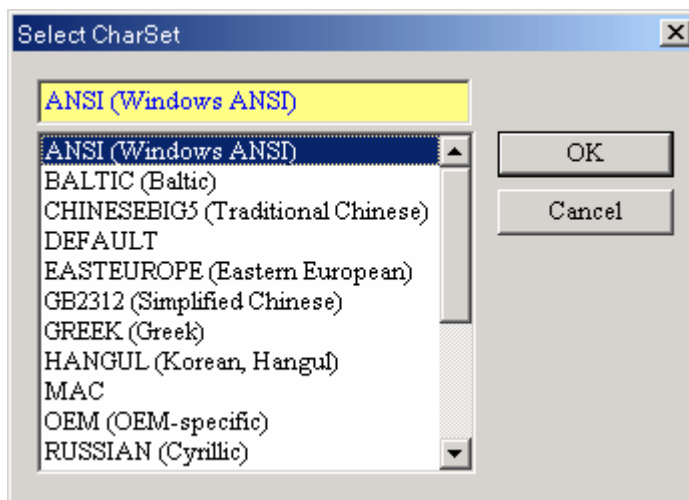 Select CharSet
ANSI (Windows ANSI)
ANSI (Windows ANSI)
BALTIC (Baltic)
CHINESEBIG5 (Traditional Chinese)
DEFAULT
EASTEUROPE (Eastern European)
GB2312 (Simplified Chinese)
GREEK (Greek)
HANGUL (Korean, Hangul)
MAC
OEM (OEM-specific)
RUSSIAN (Cyrillic)
OK
Cancel